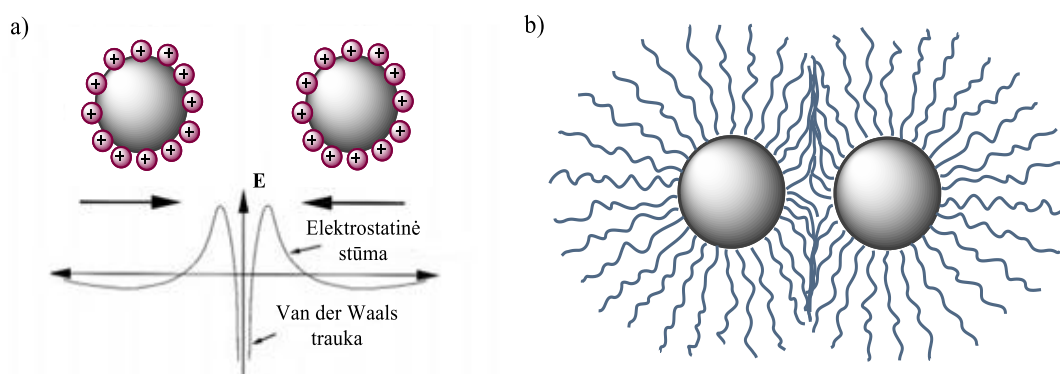 a)
b)
+ + + + + + + + + + +
+ + + + + + + + + + +
E
Elektrostatinė
stūma
Van der Waals
trauka